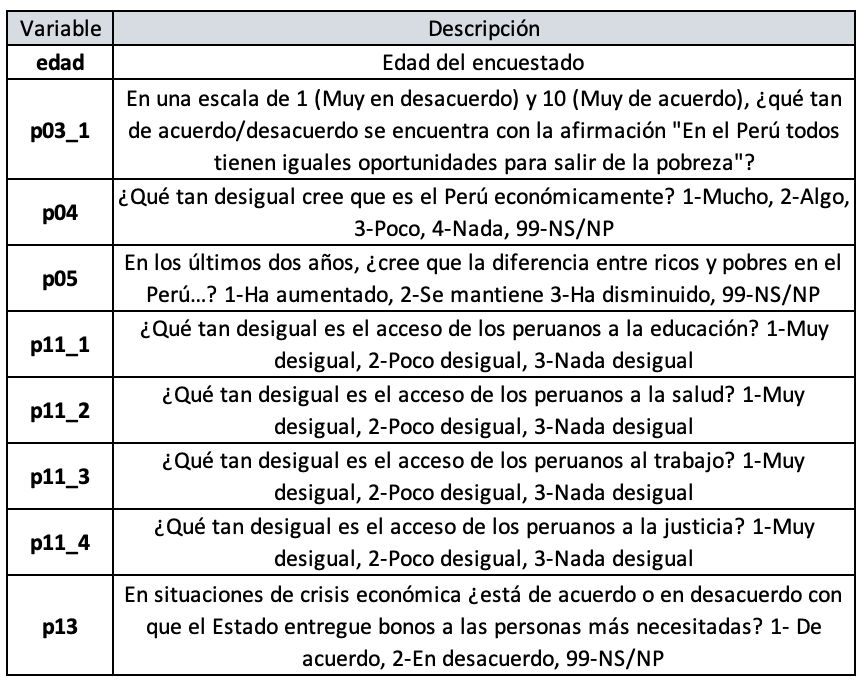 Variable Descripción
edad Edad del encuestado
En una escala de 1 (Muy en desacuerdo) y 10 (Muy de acuerdo), ¿qué tan
p03_1 de acuerdo/desacuerdo se encuentra con la afirmación "En el Perú todos
tienen iguales oportunidades para salir de la pobreza"?
¿Qué tan desigual cree que es el Perú económicamente? 1-Mucho, 2-Algo,
p04
3-Poco, 4-Nada, 99-NS/NP
En los últimos dos años, ¿cree que la diferencia entre ricos y pobres en el
p05
Perú...? 1-Ha aumentado, 2-Se mantiene 3-Ha disminuido, 99-NS/NP
¿Qué tan desigual es el acceso de los peruanos a la educación? 1-Muy
p11_1
desigual, 2-Poco desigual, 3-Nada desigual
¿Qué tan desigual es el acceso de los peruanos a la salud? 1-Muy
p11_2
desigual, 2-Poco desigual, 3-Nada desigual
¿Qué tan desigual es el acceso de los peruanos al trabajo? 1-Muy
p11_3
desigual, 2-Poco desigual, 3-Nada desigual
¿Qué tan desigual es el acceso de los peruanos a la justicia? 1-Muy
p11_4
desigual, 2-Poco desigual, 3-Nada desigual
En situaciones de crisis económica ¿está de acuerdo o en desacuerdo con
p13 que el Estado entregue bonos a las personas más necesitadas? 1- De
acuerdo, 2-En desacuerdo, 99-NS/NP